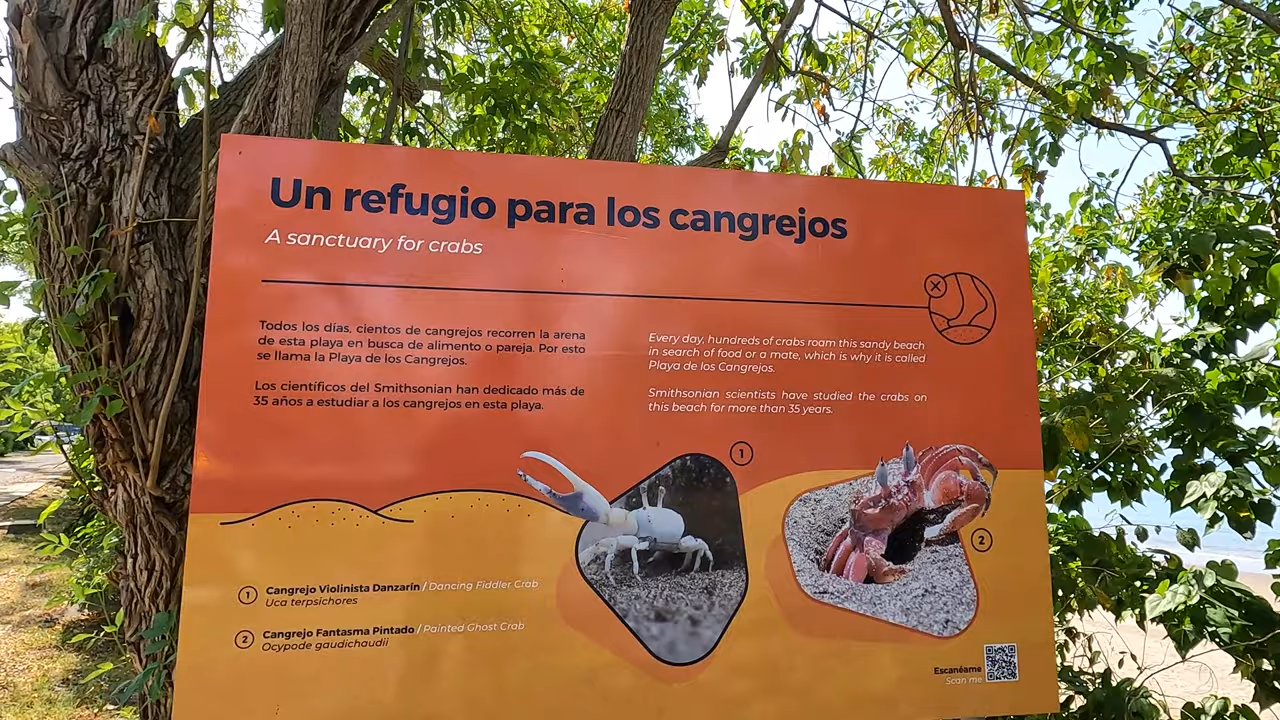 Un refugio para los cangrejos
A sanctuary for crabs
Todos los días, cientos de cangrejos recorren la arena
de esta playa en busca de alimento o pareja. Por esto
se llama la Playa de los Cangrejos.
Los científicos del Smithsonian han dedicado más de
35 años a estudiar a los cangrejos en esta playa.
Every day, hundreds of crabs roam this sandy beach
in search of food or a mate, which is why it is called
Playa de los Cangrejos.
Smithsonian scientists have studied the crabs on
this beach for more than 35 years.
1
2
1 Cangrejo Violinista Danzarín / Dancing Fiddler Crab
Uca terpsichores
2 Cangrejo Fantasma Pintado / Painted Ghost Crab
Ocypode gaudichaudii
Escanéame
Scan me